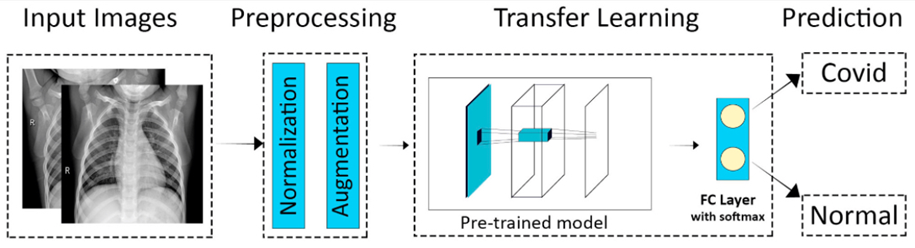 Input Images
Preprocessing
Transfer Learning
Prediction
R
R
Normalization
Augmentation
Pre-trained model
FC Layer
with softmax
Covid
Normal